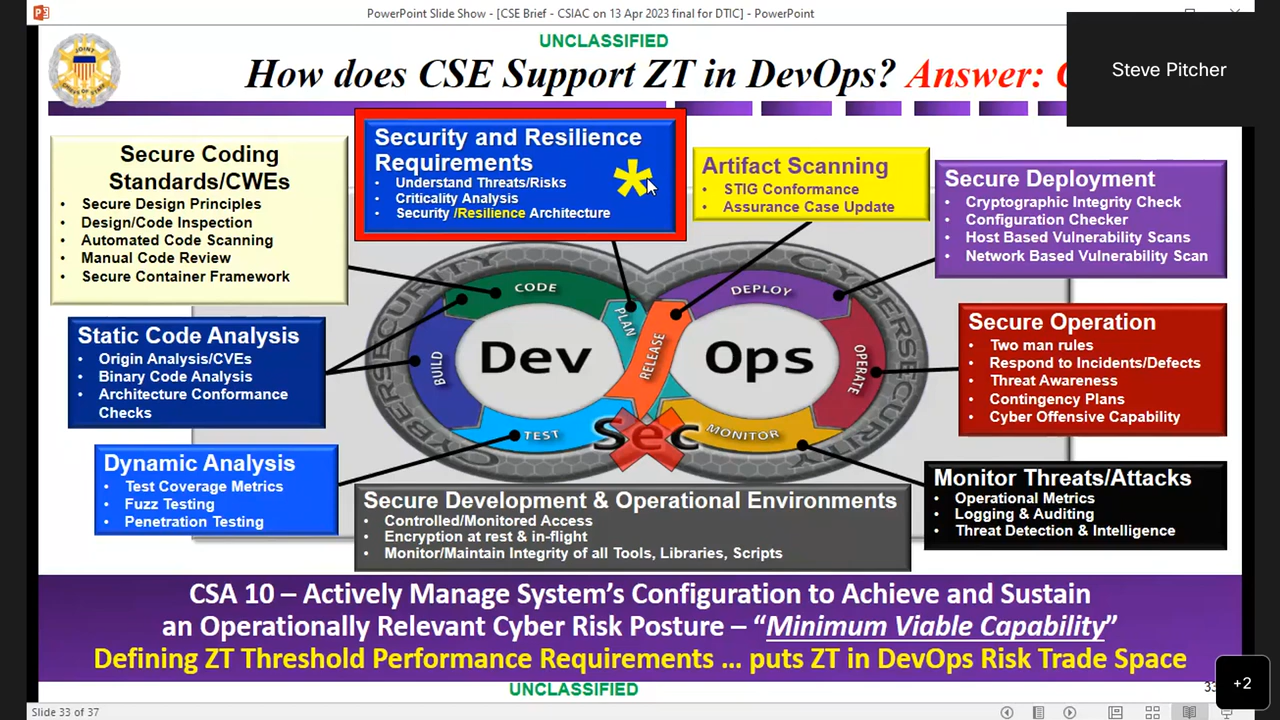 PowerPoint Slide Show - [CSE Brief - CSIAC on 13 Apr 2023 final for DTIC] - PowerPoint
UNCLASSIFIED
How does CSE Support ZT in DevOps? Answer:
Steve Pitcher
Secure Coding
Standards/CWEs
• Secure Design Principles
• Design/Code Inspection
• Automated Code Scanning
• Manual Code Review
• Secure Container Framework
Security and Resilience
Requirements
• Understand Threats/Risks
• Criticality Analysis
• Security /Resilience Architecture
*
Artifact Scanning
• STIG Conformance
• Assurance Case Update
Secure Deployment
• Cryptographic Integrity Check
• Configuration Checker
• Host Based Vulnerability Scans
• Network Based Vulnerability Scan
Static Code Analysis
• Origin Analysis/CVEs
• Binary Code Analysis
• Architecture Conformance
Checks
Secure Operation
• Two man rules
• Respond to Incidents/Defects
• Threat Awareness
• Contingency Plans
• Cyber Offensive Capability
Dynamic Analysis
• Test Coverage Metrics
• Fuzz Testing
• Penetration Testing
CYBERSECURITY
CYBERSECURITY
CODE
PLAN
BUILD
TEST
Dev
RELEASE
DEPLOY
OPERATE
MONITOR
Ops
Sec
Monitor Threats/Attacks
• Operational Metrics
• Logging & Auditing
• Threat Detection & Intelligence
Secure Development & Operational Environments
• Controlled/Monitored Access
• Encryption at rest & in-flight
• Monitor/Maintain Integrity of all Tools, Libraries, Scripts
CSA 10 – Actively Manage System's Configuration to Achieve and Sustain
an Operationally Relevant Cyber Risk Posture – “Minimum Viable Capability”
Defining ZT Threshold Performance Requirements ... puts ZT in DevOps Risk Trade Space
UNCLASSIFIED
+2
Slide 33 of 37